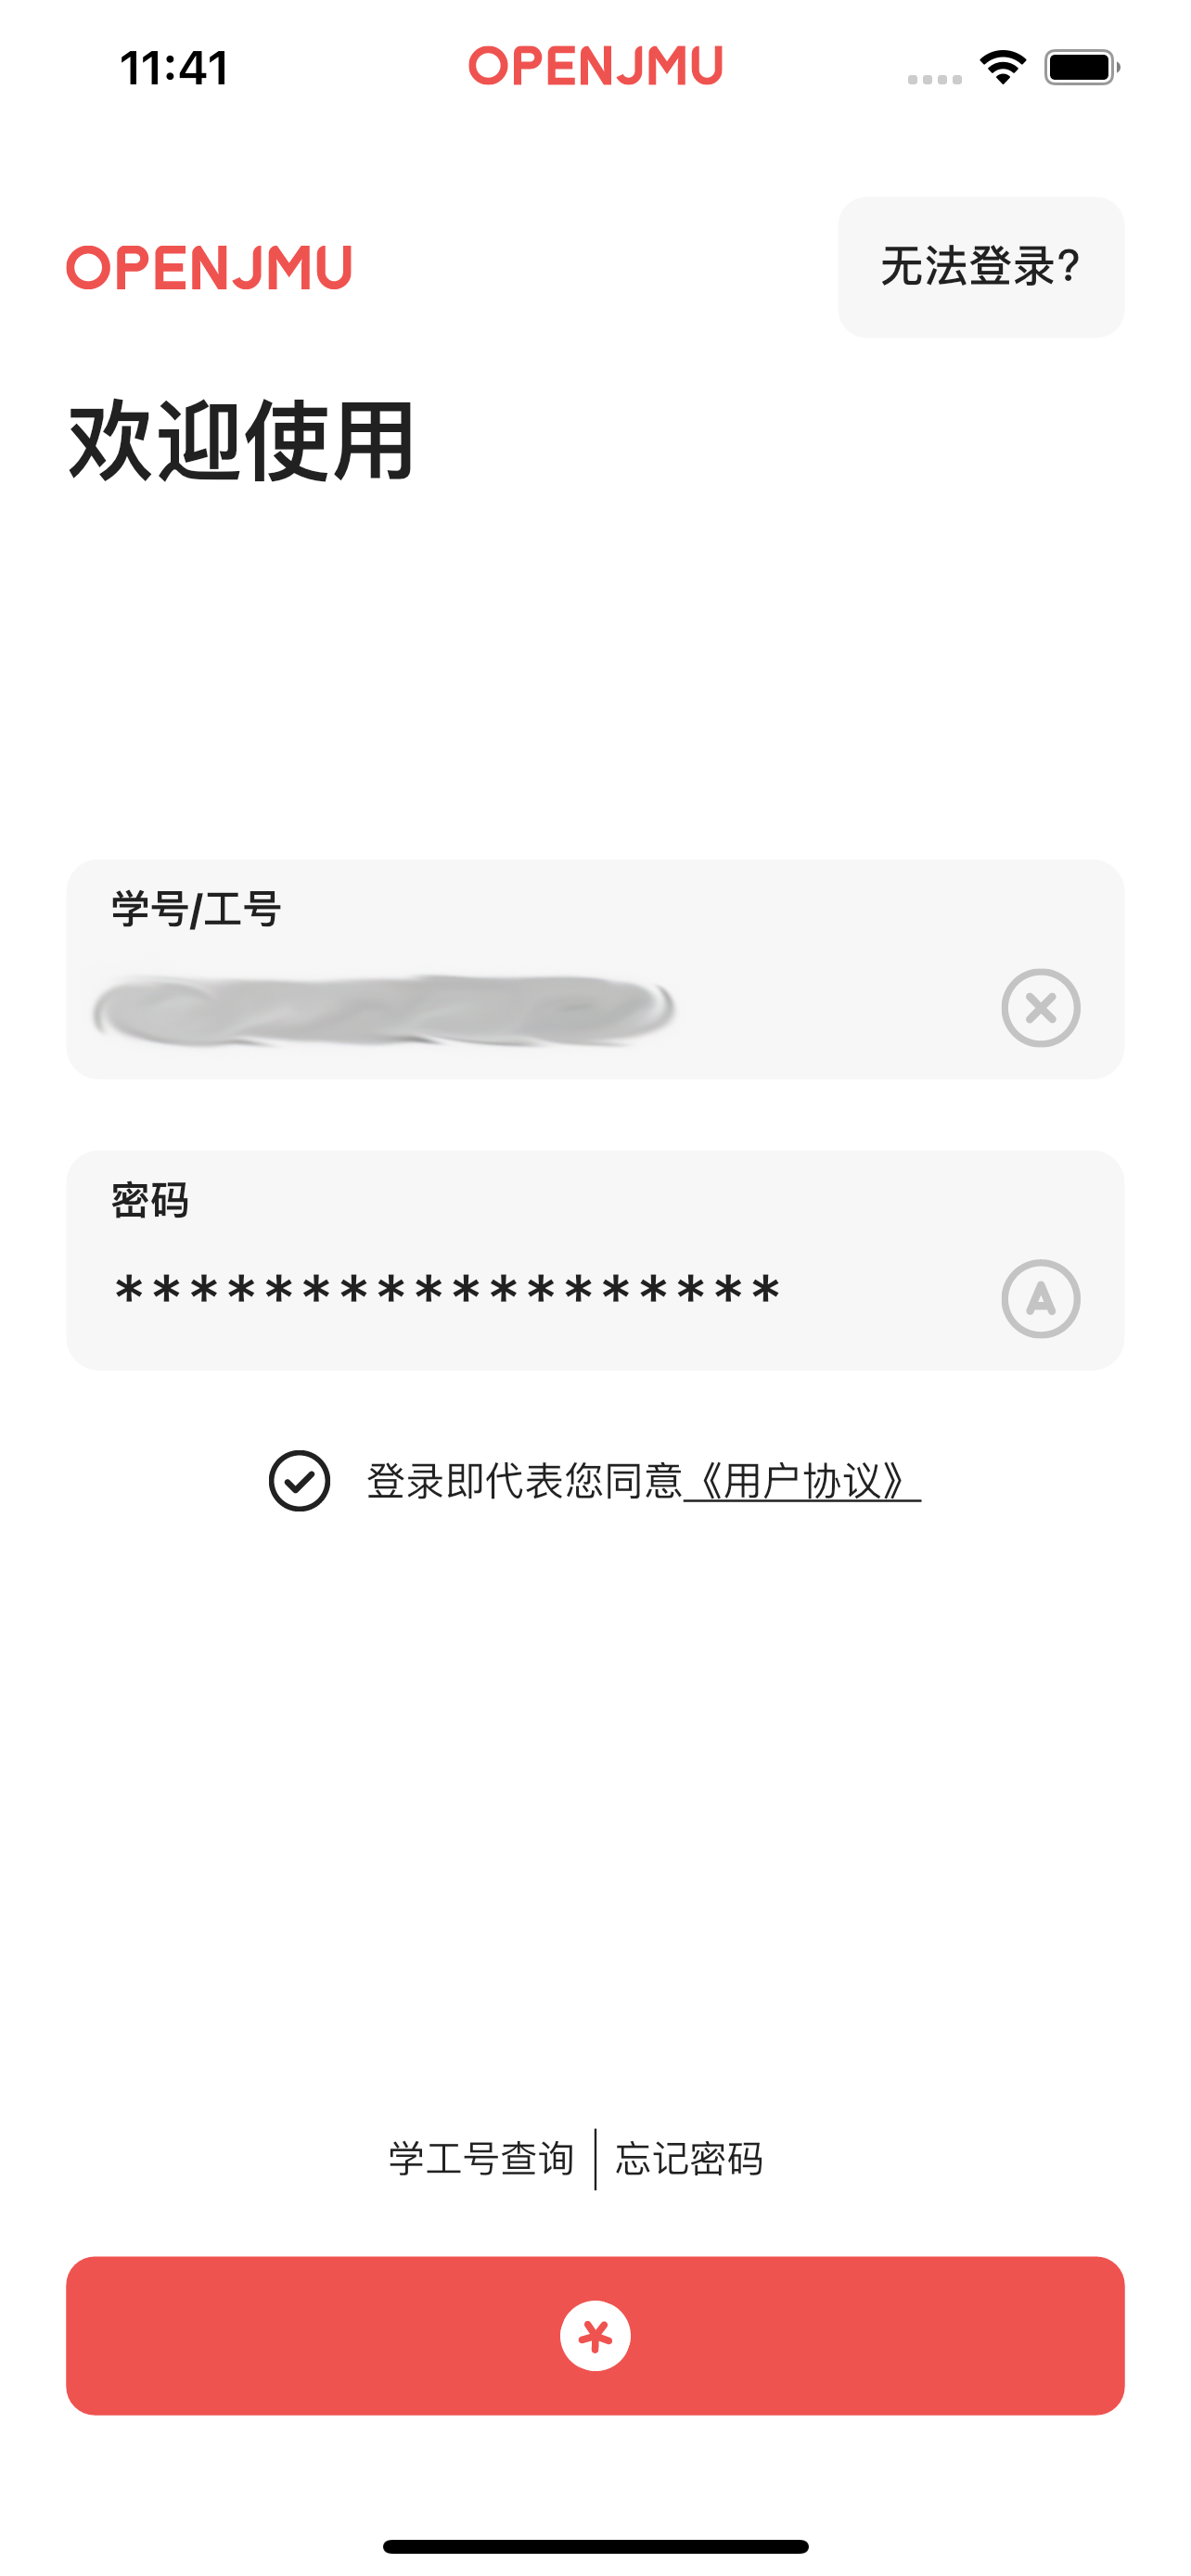 11:41
OPENJMU
OPENJMU
无法登录?
欢迎使用
学号/工号
密码
******************
A
登录即代表您同意《用户协议》
学工号查询 | 忘记密码